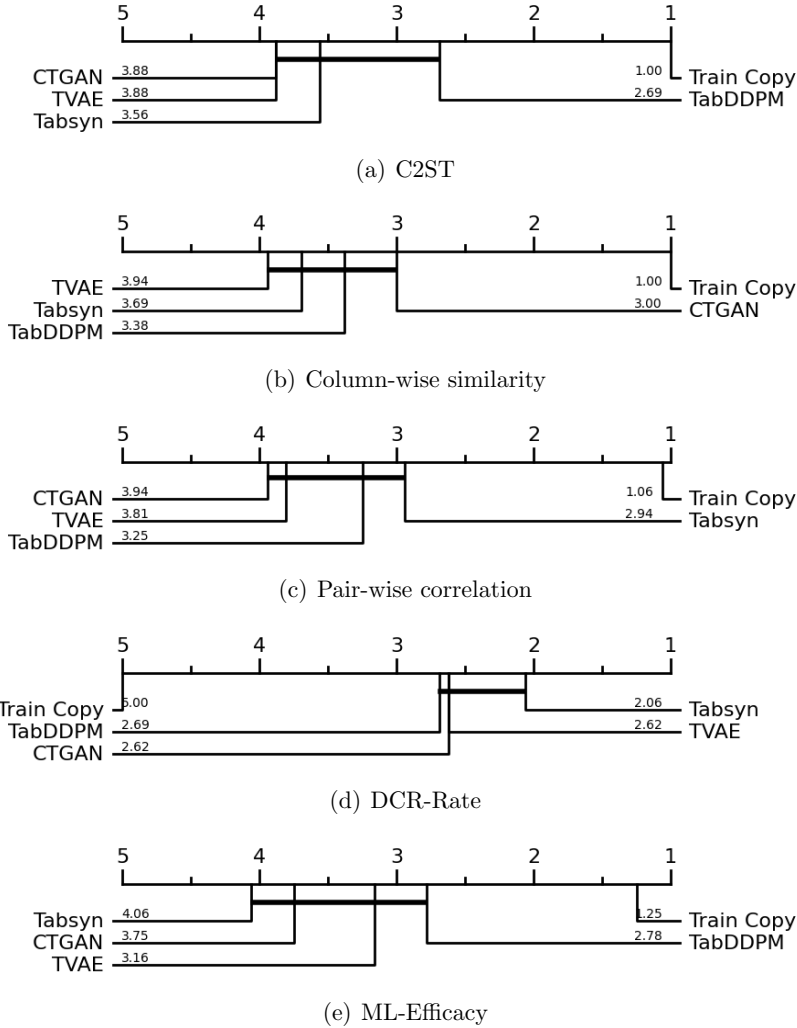 5 4 3 2 1
CTGAN 3.88 1.00 Train Copy
TVAE 3.88 2.69 TabDDPM
Tabsyn 3.56
(a) C2ST
5 4 3 2 1
TVAE 3.94 1.00 Train Copy
Tabsyn 3.69 3.00 CTGAN
TabDDPM 3.38
(b) Column-wise similarity
5 4 3 2 1
CTGAN 3.94 1.06 Train Copy
TVAE 3.81 2.94 Tabsyn
TabDDPM 3.25
(c) Pair-wise correlation
5 4 3 2 1
Train Copy 5.00 2.06 Tabsyn
TabDDPM 2.69 2.62 TVAE
CTGAN 2.62
(d) DCR-Rate
5 4 3 2 1
Tabsyn 4.06 1.25 Train Copy
CTGAN 3.75 2.78 TabDDPM
TVAE 3.16
(e) ML-Efficacy